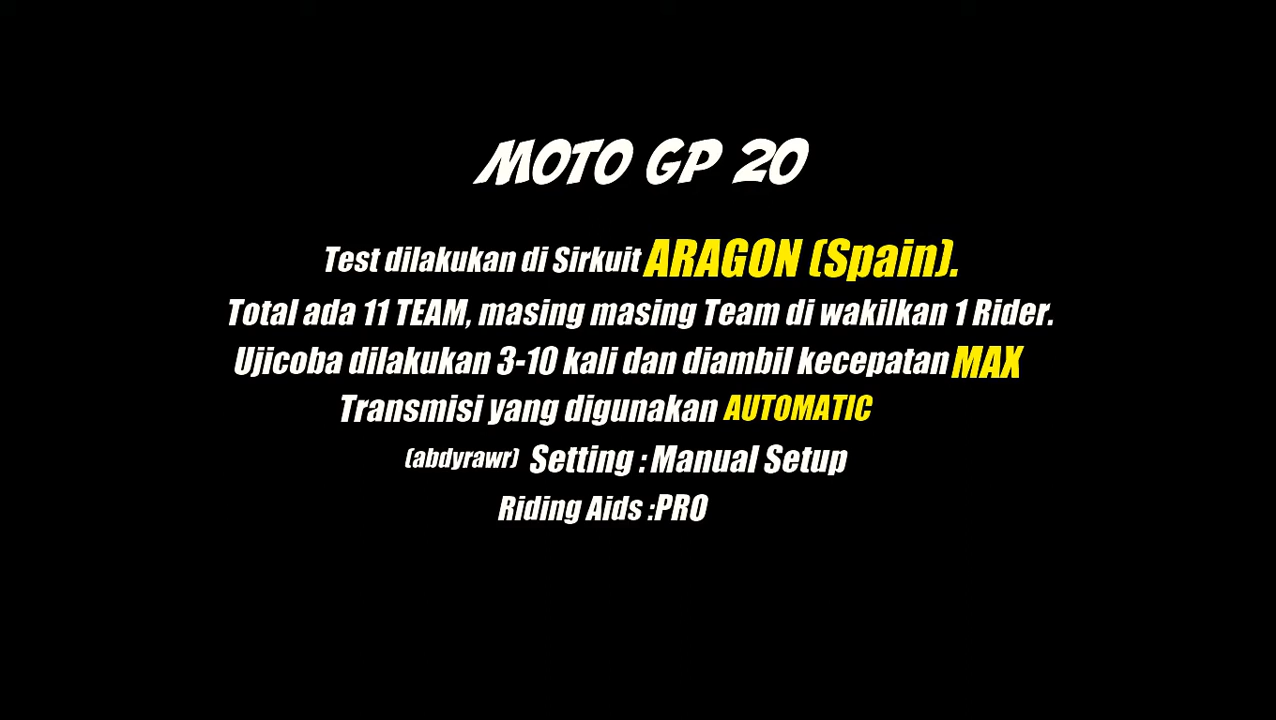 MOTO GP 20
Test dilakukan di Sirkuit ARAGON (Spain).
Total ada 11 TEAM, masing masing Team di wakilkan 1 Rider.
Ujicoba dilakukan 3-10 kali dan diambil kecepatan MAX
Transmisi yang digunakan AUTOMATIC
(abdyrawr) Setting : Manual Setup
Riding Aids :PRO